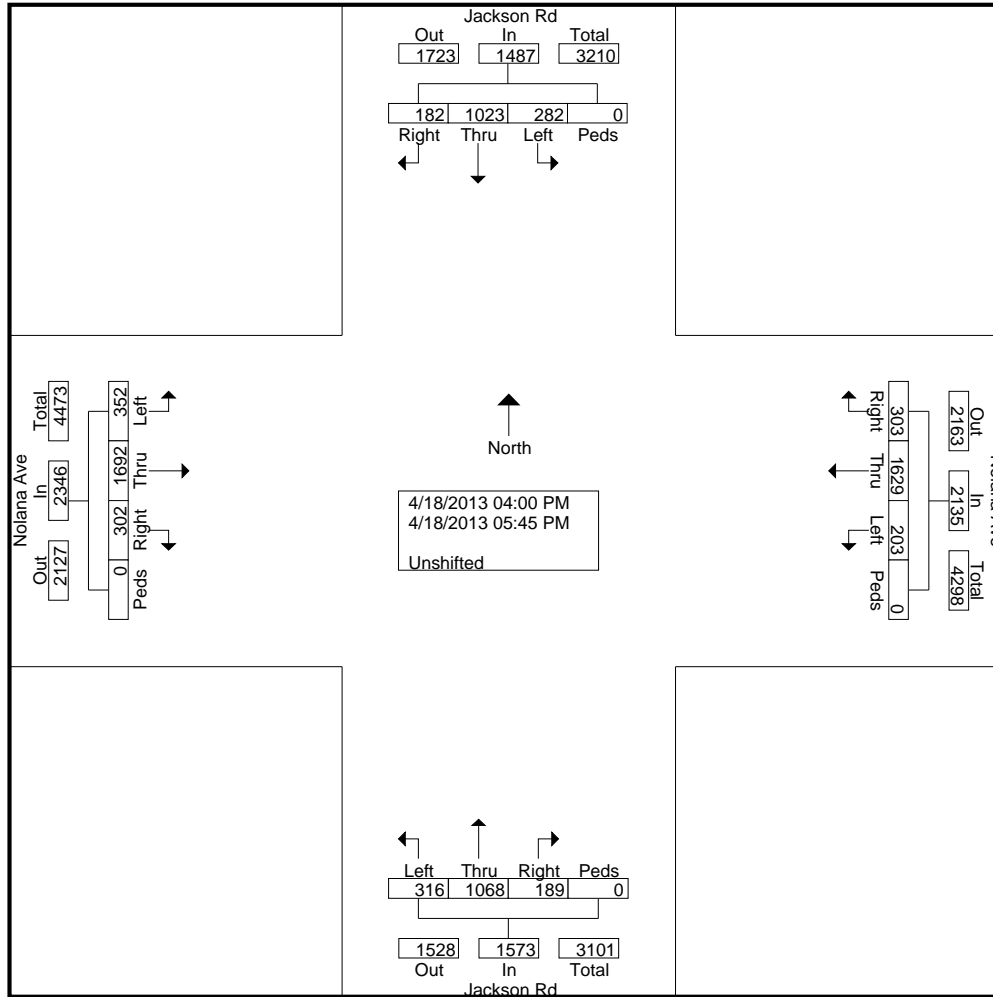 Jackson Rd
Out In Total
1723 1487 3210
182 1023 282 0
Right Thru Left Peds
Nolana Ave
Total In Out
4473 2346 2127
352 1692 302 0
Left Thru Right Peds
North
4/18/2013 04:00 PM
4/18/2013 05:45 PM
Unshifted
Right Thru Left Peds
303 1629 203 0
Out In Total
2163 2135 4298
Left Thru Right Peds
316 1068 189 0
1528 1573 3101
Out In Total
Jackson Rd